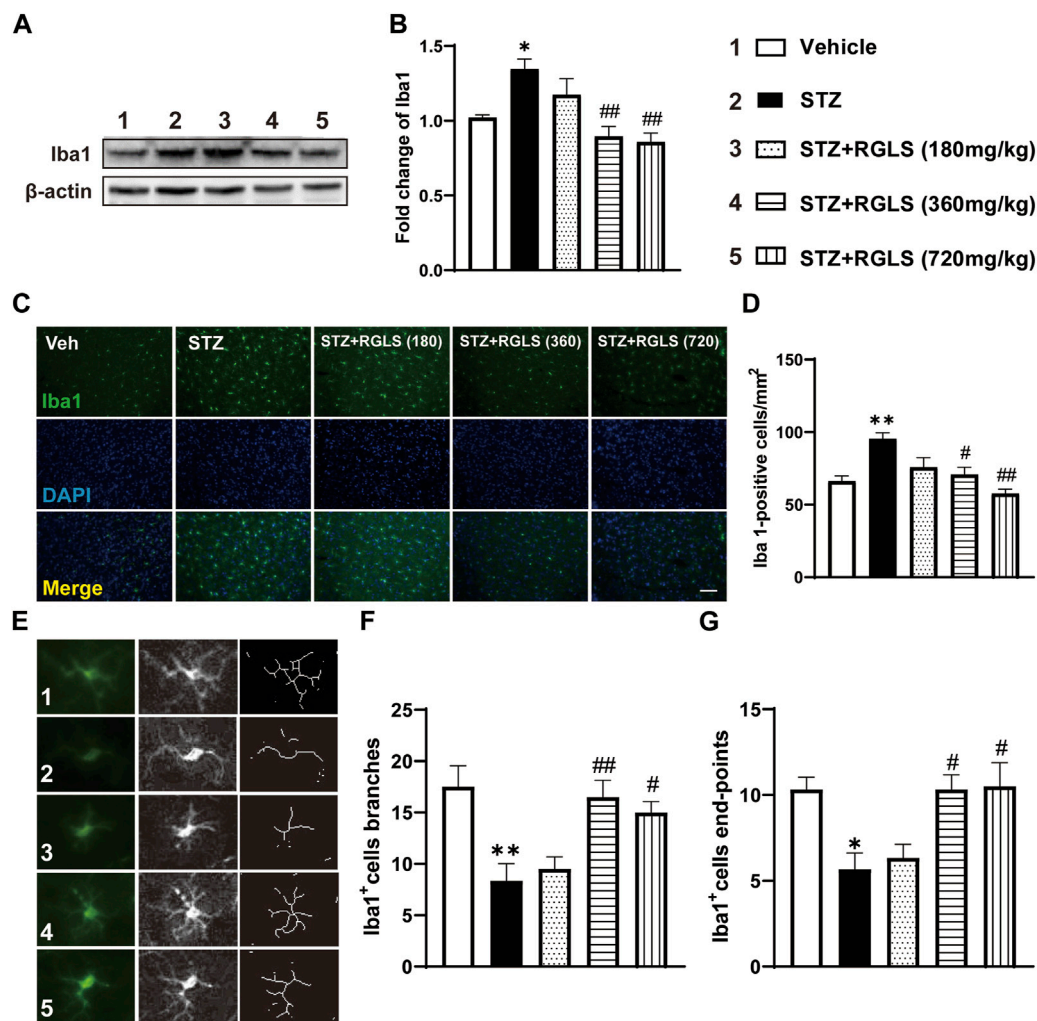 A
1 2 3 4 5
Iba1
β-actin
B
Fold change of Iba1
1.5
1.0
0.5
0.0
*
##
##
1 Vehicle
2 STZ
3 STZ+RGLS (180mg/kg)
4 STZ+RGLS (360mg/kg)
5 STZ+RGLS (720mg/kg)
C
Veh
STZ
STZ+RGLS (180)
STZ+RGLS (360)
STZ+RGLS (720)
Iba1
DAPI
Merge
D
Iba 1-positive cells/mm²
150
100
50
0
**
#
##
E
1
2
3
4
5
F
Iba1⁺ cells branches
25
20
15
10
5
0
**
##
#
G
Iba1⁺ cells end-points
15
10
5
0
*
#
#